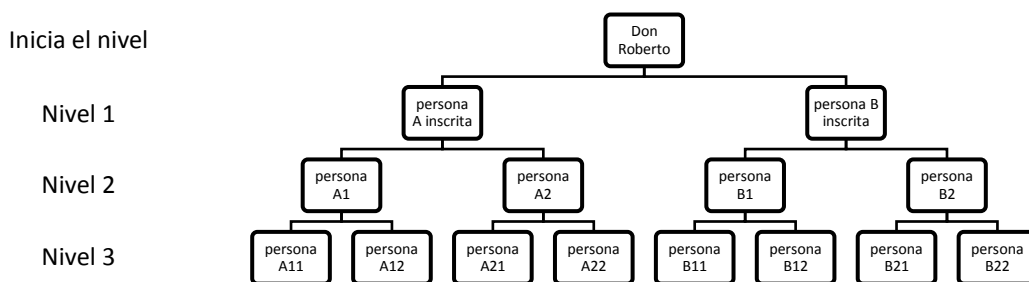 Inicia el nivel
Don
Roberto
Nivel 1
persona
A inscrita
persona B
inscrita
Nivel 2
persona
A1
persona
A2
persona
B1
persona
B2
Nivel 3
persona
A11
persona
A12
persona
A21
persona
A22
persona
B11
persona
B12
persona
B21
persona
B22